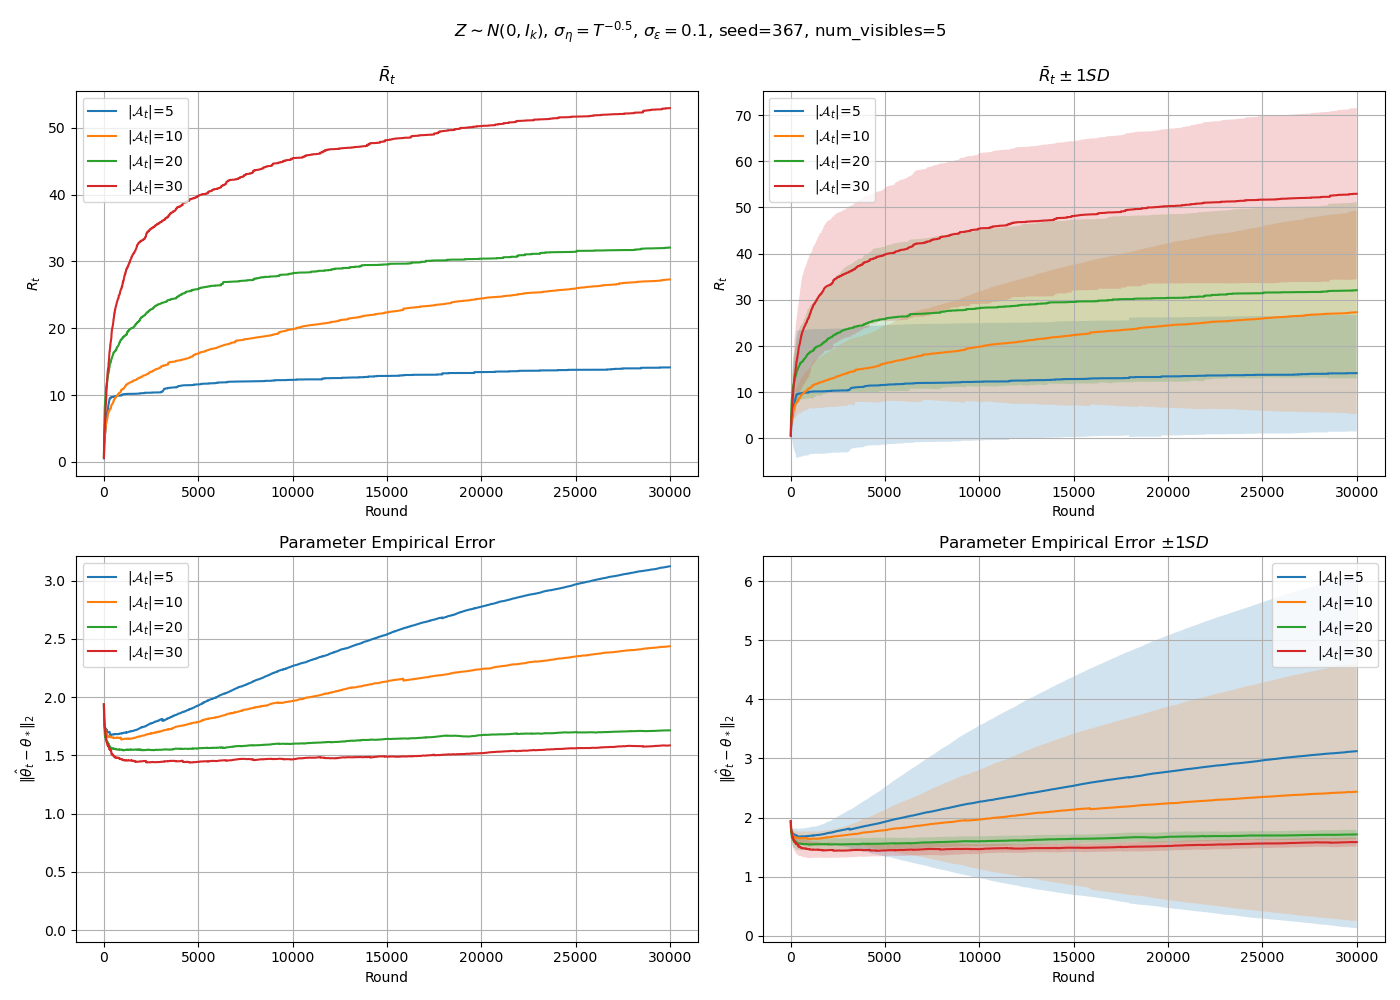 Z ∼ N(0, I_k), σ_η = T^{−0.5}, σ_ε = 0.1, seed=367, num_visibles=5
R̄_t
|𝒜_t|=5
|𝒜_t|=10
|𝒜_t|=20
|𝒜_t|=30
R_t
50
40
30
20
10
0
0 5000 10000 15000 20000 25000 30000
Round
R̄_t ± 1SD
|𝒜_t|=5
|𝒜_t|=10
|𝒜_t|=20
|𝒜_t|=30
R_t
70
60
50
40
30
20
10
0
0 5000 10000 15000 20000 25000 30000
Round
Parameter Empirical Error
|𝒜_t|=5
|𝒜_t|=10
|𝒜_t|=20
|𝒜_t|=30
‖θ̂_t − θ_*‖_2
3.0
2.5
2.0
1.5
1.0
0.5
0.0
0 5000 10000 15000 20000 25000 30000
Round
Parameter Empirical Error ±1SD
|𝒜_t|=5
|𝒜_t|=10
|𝒜_t|=20
|𝒜_t|=30
‖θ̂_t − θ_*‖_2
6
5
4
3
2
1
0
0 5000 10000 15000 20000 25000 30000
Round